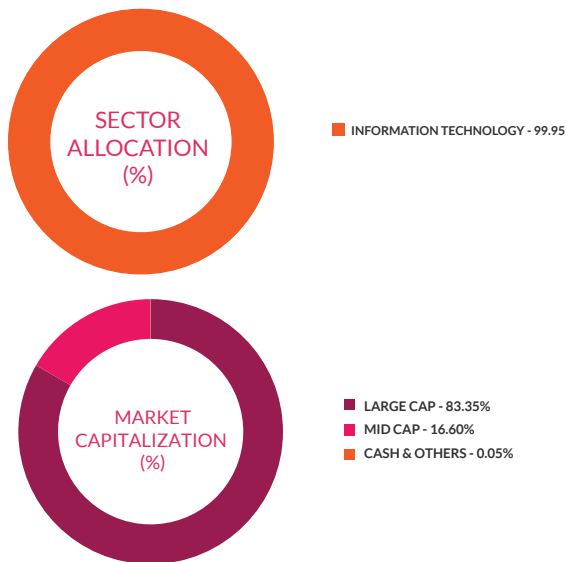 SECTOR
ALLOCATION
(%)
INFORMATION TECHNOLOGY - 99.95
MARKET
CAPITALIZATION
(%)
LARGE CAP - 83.35%
MID CAP - 16.60%
CASH & OTHERS - 0.05%